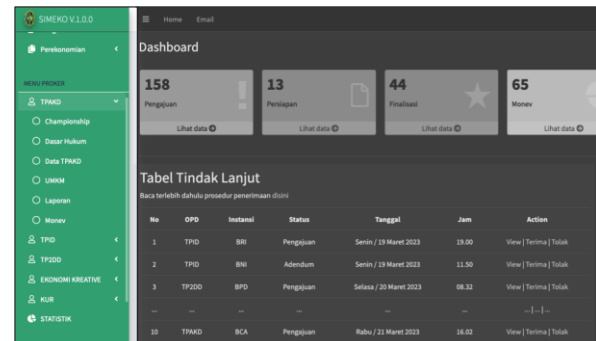 SIMEKO V.1.0.0
Home Email
Perekonomian
MENU PROKER
TPAKD
Championship
Dasar Hukum
Data TPAKD
UMKM
Laporan
Monev
TPID
TP2DD
EKONOMI KREATIVE
KUR
STATISTIK
Dashboard
158
Pengajuan
Lihat data
13
Persiapan
Lihat data
44
Finalisasi
Lihat data
65
Monev
Lihat data
Tabel Tindak Lanjut
Baca terlebih dahulu prosedur penerimaan disini
No OPD Instansi Status Tanggal Jam Action
1 TPID BRI Pengajuan Senin / 19 Maret 2023 19.00 View | Terima | Tolak
2 TPID BNI Adendum Senin / 19 Maret 2023 11.50 View | Terima | Tolak
3 TP2DD BPD Pengajuan Selasa / 20 Maret 2023 08.32 View | Terima | Tolak
... ... ... ... ... ... ...|...|...
10 TPAKD BCA Pengajuan Rabu / 21 Maret 2023 16.02 View | Terima | Tolak